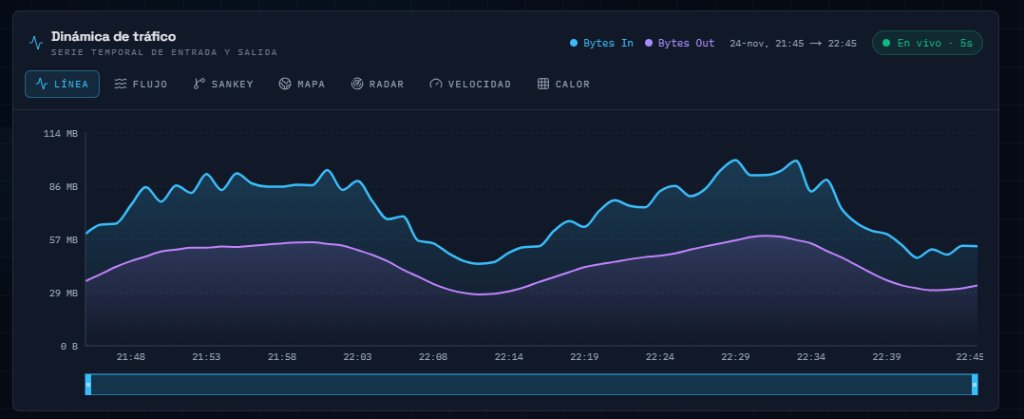 Dinámica de tráfico
SERIE TEMPORAL DE ENTRADA Y SALIDA
Bytes In Bytes Out 24-nov, 21:45 → 22:45 En vivo · 5s
LÍNEA FLUJO SANKEY MAPA RADAR VELOCIDAD CALOR
114 MB
86 MB
57 MB
29 MB
0 B
21:48 21:53 21:58 22:03 22:08 22:14 22:19 22:24 22:29 22:34 22:39 22:45